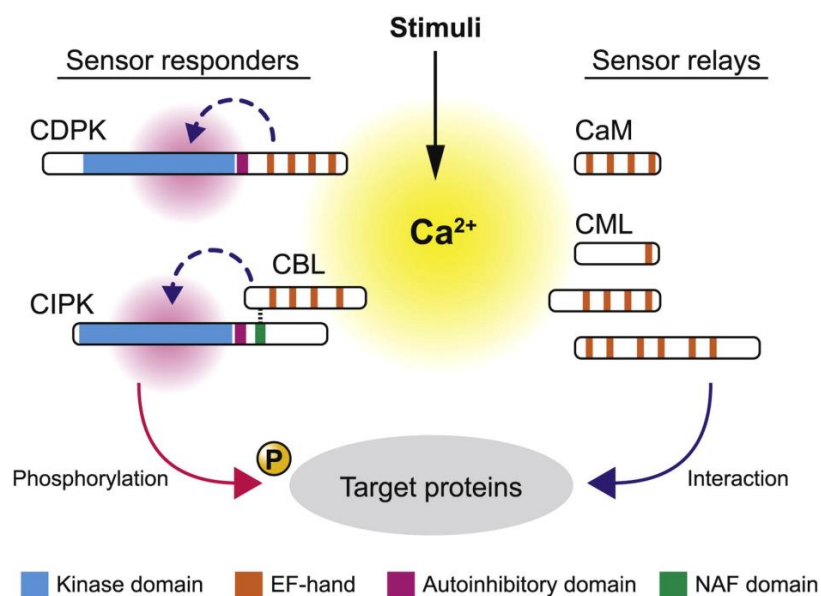 Stimuli
Sensor responders
Sensor relays
CDPK
CaM
Ca²⁺
CML
CBL
CIPK
P
Phosphorylation
Target proteins
Interaction
Kinase domain
EF-hand
Autoinhibitory domain
NAF domain